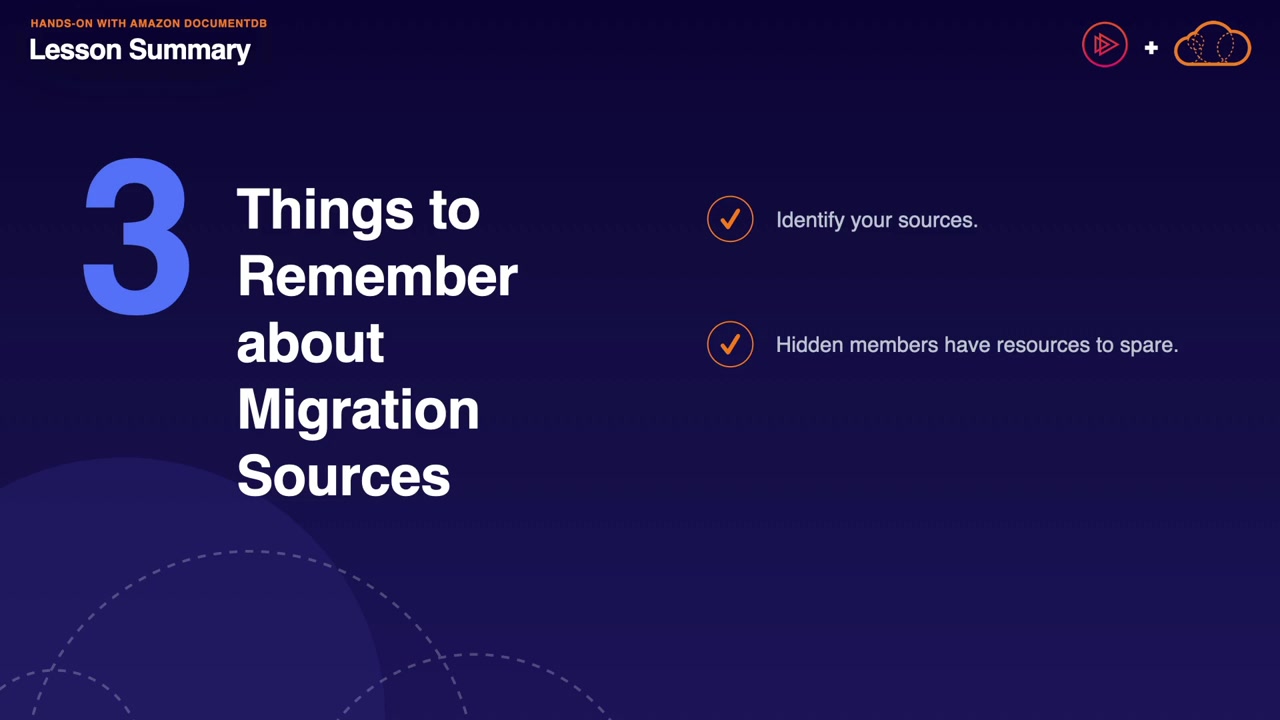 HANDS-ON WITH AMAZON DOCUMENTDB
Lesson Summary
+
3
Things to
Remember
about
Migration
Sources
Identify your sources.
Hidden members have resources to spare.